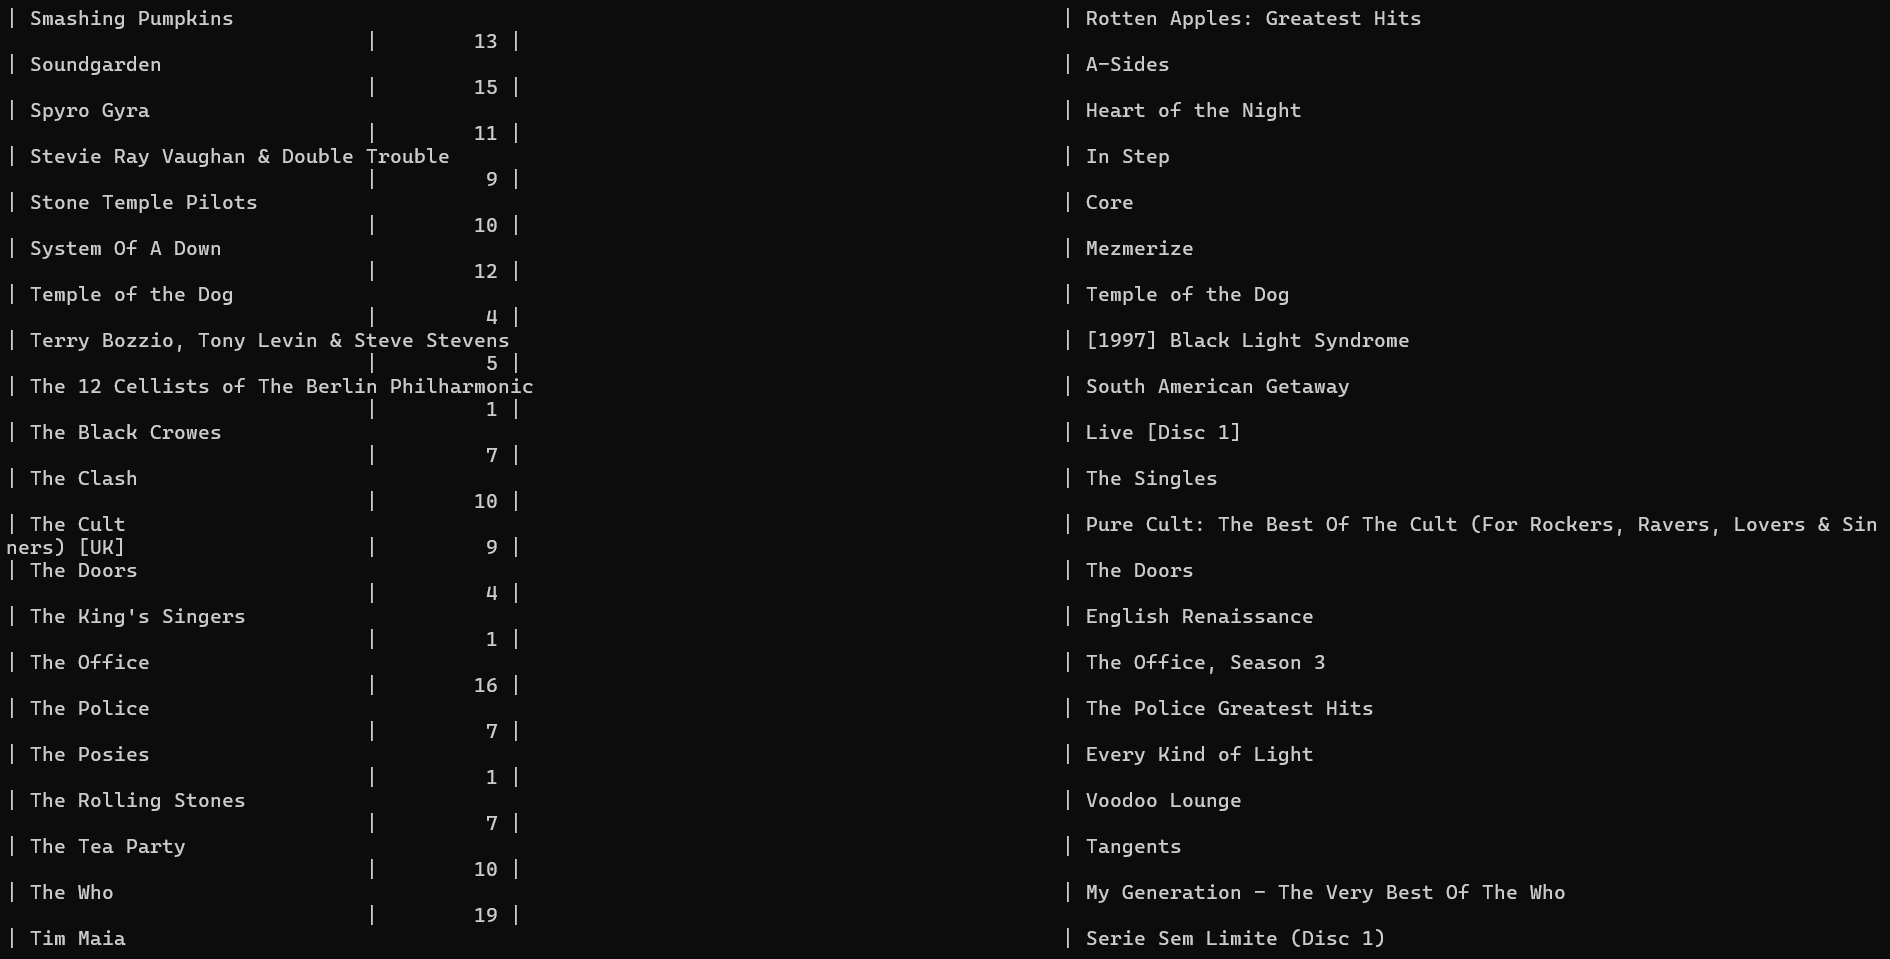 | Smashing Pumpkins | Rotten Apples: Greatest Hits
| 13 |
| Soundgarden | A-Sides
| 15 |
| Spyro Gyra | Heart of the Night
| 11 |
| Stevie Ray Vaughan & Double Trouble | In Step
| 9 |
| Stone Temple Pilots | Core
| 10 |
| System Of A Down | Mezmerize
| 12 |
| Temple of the Dog | Temple of the Dog
| 4 |
| Terry Bozzio, Tony Levin & Steve Stevens | [1997] Black Light Syndrome
| 5 |
| The 12 Cellists of The Berlin Philharmonic | South American Getaway
| 1 |
| The Black Crowes | Live [Disc 1]
| 7 |
| The Clash | The Singles
| 10 |
| The Cult | Pure Cult: The Best Of The Cult (For Rockers, Ravers, Lovers & Sin
ners) [UK] | 9 |
| The Doors | The Doors
| 4 |
| The King's Singers | English Renaissance
| 1 |
| The Office | The Office, Season 3
| 16 |
| The Police | The Police Greatest Hits
| 7 |
| The Posies | Every Kind of Light
| 1 |
| The Rolling Stones | Voodoo Lounge
| 7 |
| The Tea Party | Tangents
| 10 |
| The Who | My Generation - The Very Best Of The Who
| 19 |
| Tim Maia | Serie Sem Limite (Disc 1)